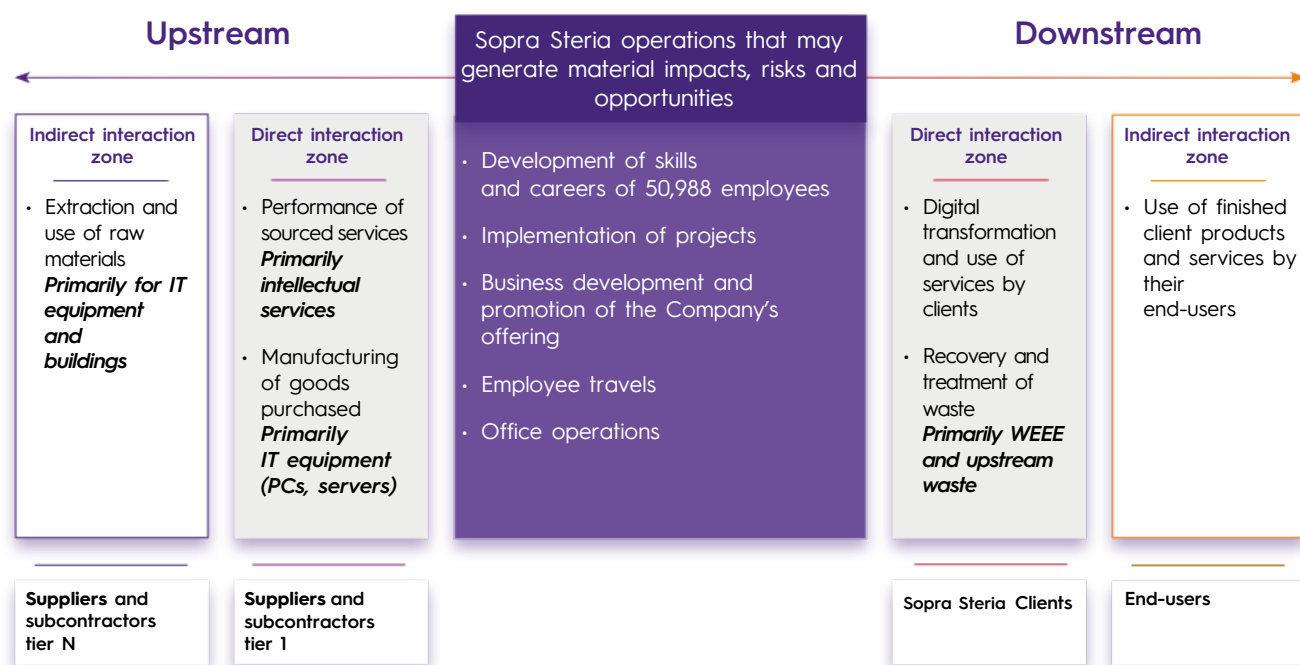 Upstream
Sopra Steria operations that may
generate material impacts, risks and
opportunities
Downstream
Indirect interaction
zone
• Extraction and
use of raw
materials
Primarily for IT
equipment
and
buildings
Suppliers and
subcontractors
tier N
Direct interaction
zone
• Performance of
sourced services
Primarily
intellectual
services
• Manufacturing
of goods
purchased
Primarily
IT equipment
(PCs, servers)
Suppliers and
subcontractors
tier 1
• Development of skills
and careers of 50,988 employees
• Implementation of projects
• Business development and
promotion of the Company's
offering
• Employee travels
• Office operations
Direct interaction
zone
• Digital
transformation
and use of
services by
clients
• Recovery and
treatment of
waste
Primarily WEEE
and upstream
waste
Sopra Steria Clients
Indirect interaction
zone
• Use of finished
client products
and services by
their
end-users
End-users